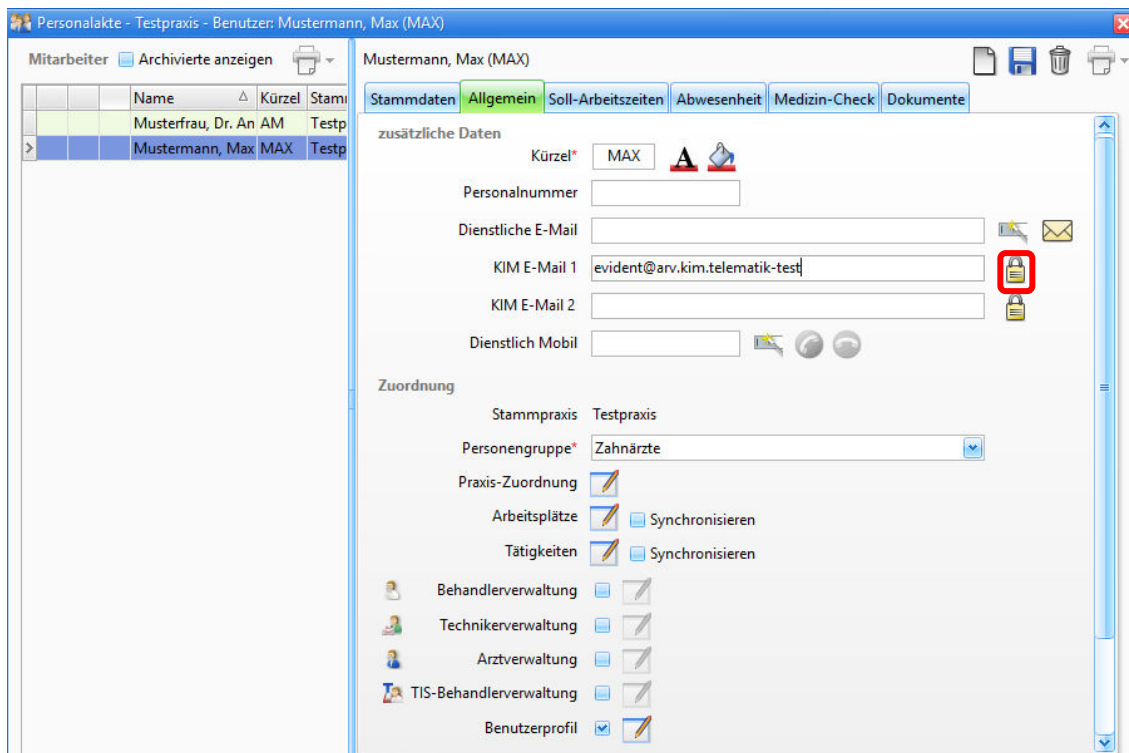 Personalakte - Testpraxis - Benutzer: Mustermann, Max (MAX)
Mitarbeiter Archivierte anzeigen
Name Kürzel Stam
Musterfrau, Dr. An AM Testp
Mustermann, Max MAX Testp
Mustermann, Max (MAX)
Stammdaten Allgemein Soll-Arbeitszeiten Abwesenheit Medizin-Check Dokumente
zusätzliche Daten
Kürzel* MAX A
Personalnummer
Dienstliche E-Mail
KIM E-Mail 1 evident@arv.kim.telematik-test
KIM E-Mail 2
Dienstlich Mobil
Zuordnung
Stammpraxis Testpraxis
Personengruppe* Zahnärzte
Praxis-Zuordnung
Arbeitsplätze Synchronisieren
Tätigkeiten Synchronisieren
Behandlerverwaltung
Technikerverwaltung
Arztverwaltung
TIS-Behandlerverwaltung
Benutzerprofil